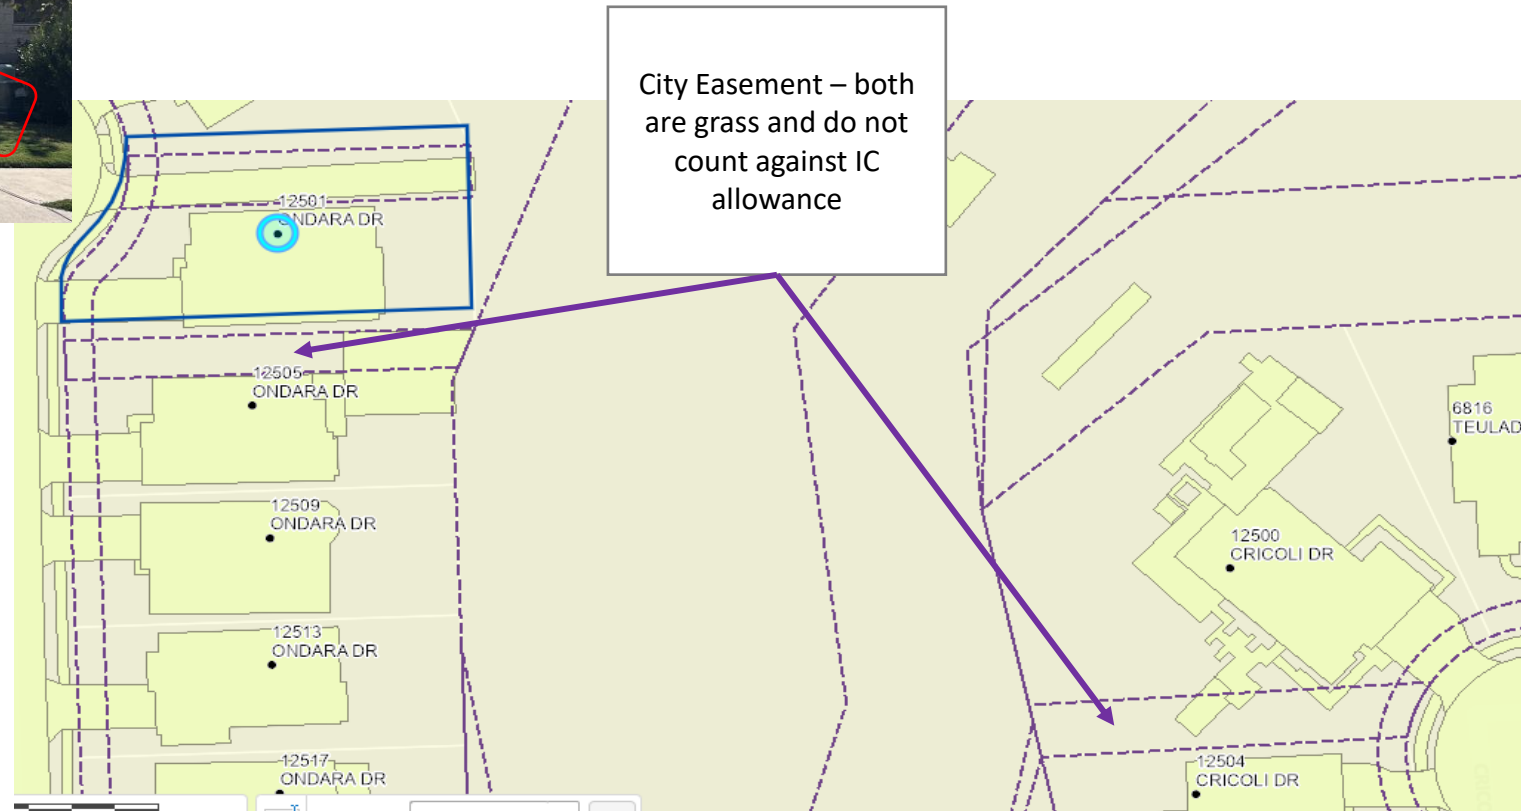 City Easement – both
are grass and do not
count against IC
allowance
12501
ONDARA DR
12505
ONDARA DR
12509
ONDARA DR
12513
ONDARA DR
12517
ONDARA DR
6816
TEULAD
12500
CRICOLI DR
12504
CRICOLI DR